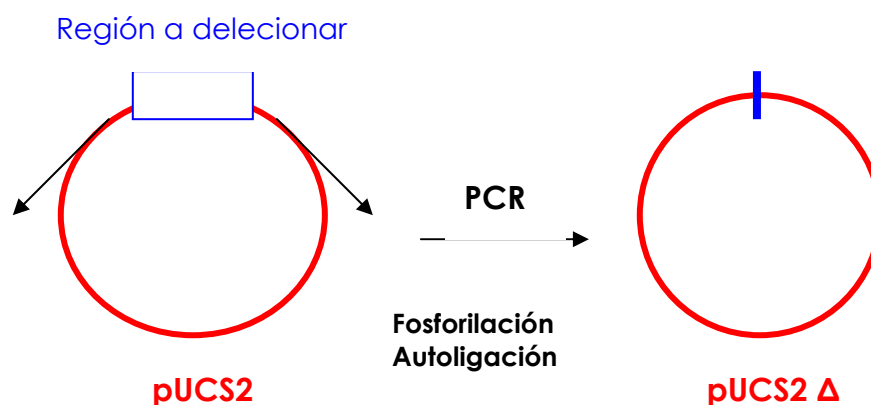 Región a delecionar
PCR
Fosforilación
Autoligación
pUCS2
pUCS2 Δ